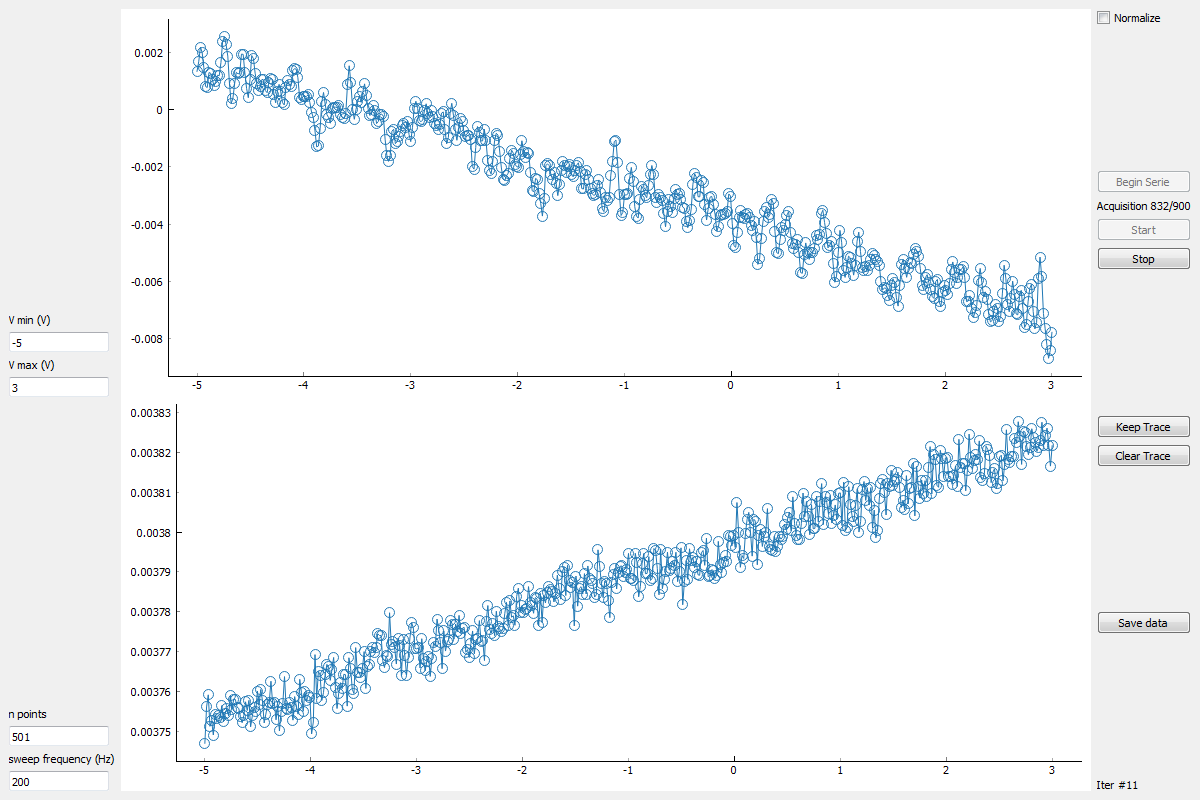 Normalize
0.002
0
-0.002
-0.004
-0.006
-0.008
-5 -4 -3 -2 -1 0 1 2 3
Begin Serie
Acquisition 832/900
Start
Stop
V min (V)
-5
V max (V)
3
0.00383
0.00382
0.00381
0.0038
0.00379
0.00378
0.00377
0.00376
0.00375
-5 -4 -3 -2 -1 0 1 2 3
Keep Trace
Clear Trace
Save data
n points
501
sweep frequency (Hz)
200
Iter #11